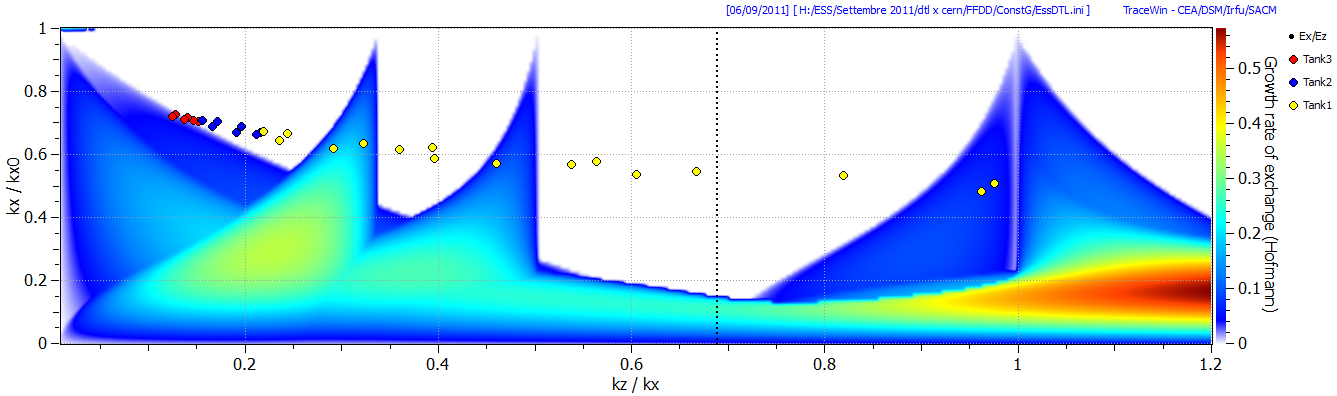 [06/09/2011] [ H:/ESS/Settembre 2011/dtl x cern/FFDD/ConstG/EssDTL.ini ] TraceWin - CEA/DSM/Irfu/SACM
Ex/Ez
Tank3
Tank2
Tank1
1
0.8
0.6
0.4
0.2
0
kx / kx0
0.2
0.4
0.6
0.8
1
1.2
kz / kx
0.5
0.4
0.3
0.2
0.1
0
Growth rate of exchange (Hofmann)